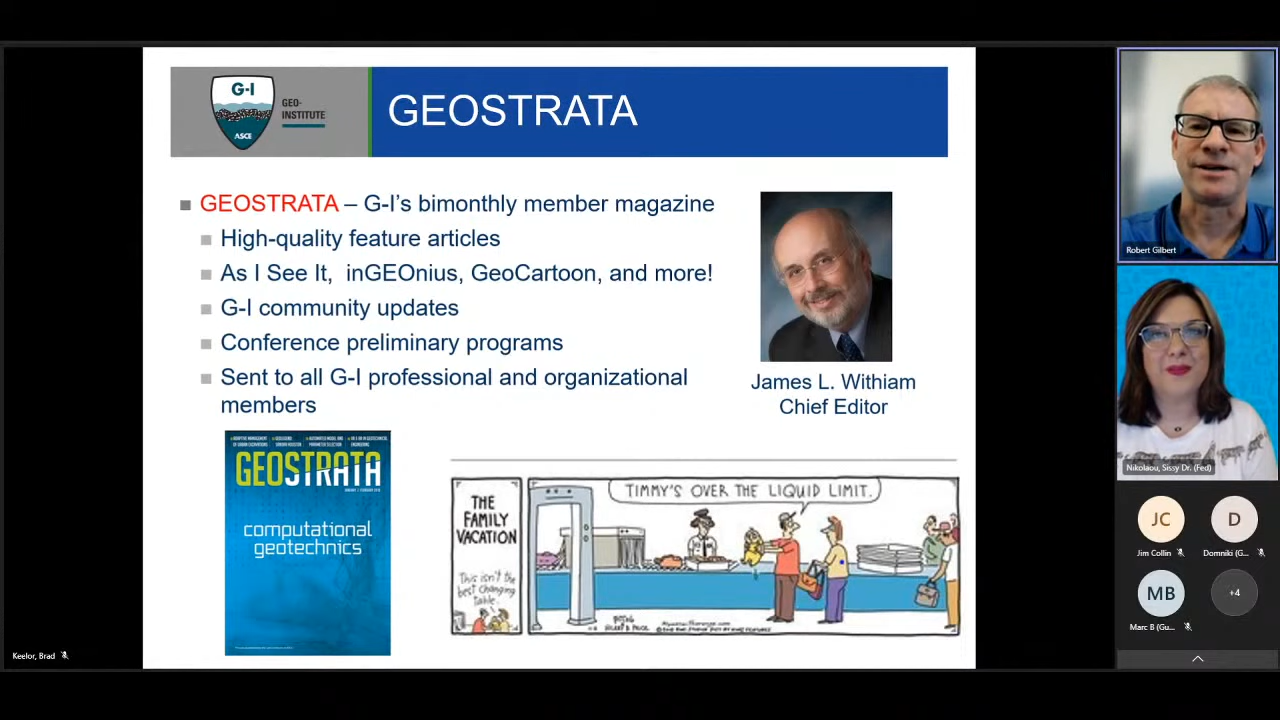 G-I
GEO-
INSTITUTE
ASCE
GEOSTRATA
GEOSTRATA – G-I's bimonthly member magazine
High-quality feature articles
As I See It, inGEOnius, GeoCartoon, and more!
G-I community updates
Conference preliminary programs
Sent to all G-I professional and organizational
members
James L. Withiam
Chief Editor
GEOSTRATA
computational
geotechnics
THE
FAMILY
VACATION
This isn't the
best changing
table.
TIMMY'S OVER THE LIQUID LIMIT.
Keelor, Brad
Robert Gilbert
Nikolaou, Sissy Dr. (Fed)
JC
D
Jim Collin
Domniki (G...
MB
+4
Marc B (Gu...